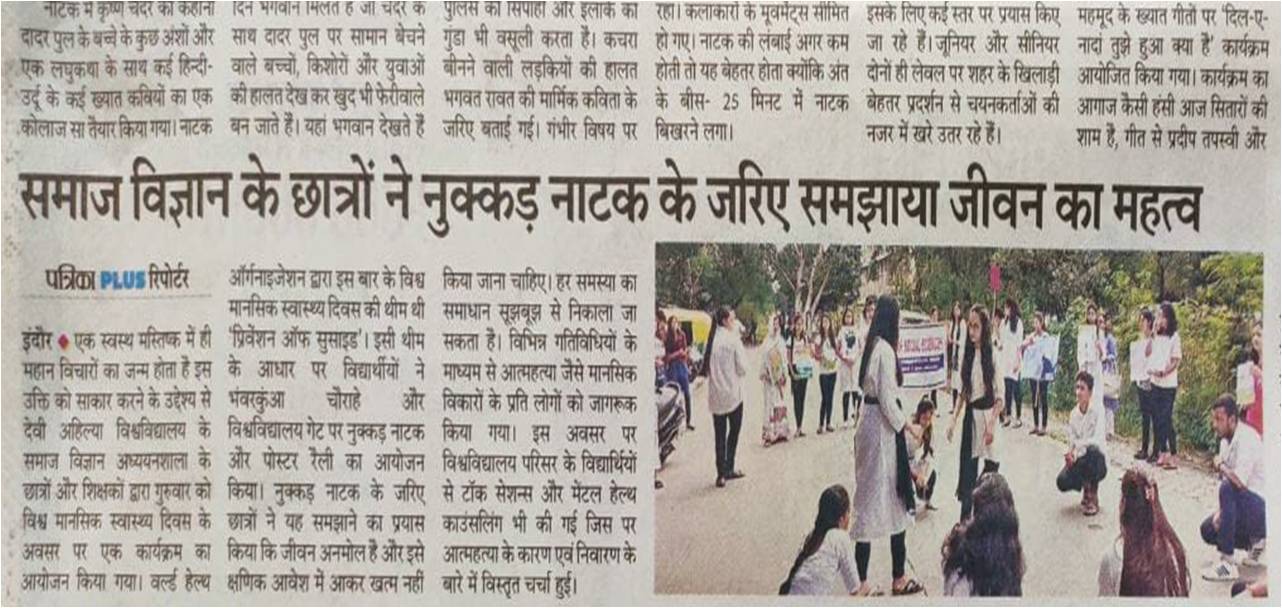 नाटक में कृष्ण चंदर की कहानी
दादर पुल के बच्चे के कुछ अंशों और
एक लघुकथा के साथ कई हिन्दी-
उर्दू के कई ख्यात कवियों का एक
कोलाज सा तैयार किया गया। नाटक
दिन भगवान मिलते हैं जो चंदर के
साथ दादर पुल पर सामान बेचने
वाले बच्चों, किशोरों और युवाओं
की हालत देख कर खुद भी फेरीवाले
बन जाते हैं। यहां भगवान देखते हैं
पुलिस का सिपाही और इलाके का
गुंडा भी वसूली करता है। कचरा
बीनने वाली लड़कियों की हालत
भगवत रावत की मार्मिक कविता के
जरिए बताई गई। गंभीर विषय पर
रहा। कलाकारों के मूवमेंट्स सीमित
हो गए। नाटक की लंबाई अगर कम
होती तो यह बेहतर होता क्योंकि अंत
के बीस- 25 मिनट में नाटक
बिखरने लगा।
इसके लिए कई स्तर पर प्रयास किए
जा रहे हैं। जूनियर और सीनियर
दोनों ही लेवल पर शहर के खिलाड़ी
बेहतर प्रदर्शन से चयनकर्ताओं की
नजर में खरे उतर रहे हैं।
महमूद के ख्यात गीतों पर 'दिल-ए-
नादां तुझे हुआ क्या है' कार्यक्रम
आयोजित किया गया। कार्यक्रम का
आगाज कैसी हंसी आज सितारों की
शाम है, गीत से प्रदीप तपस्वी और
समाज विज्ञान के छात्रों ने नुक्कड़ नाटक के जरिए समझाया जीवन का महत्व
पत्रिका PLUS रिपोर्टर
इंदौर ◆ एक स्वस्थ मस्तिष्क में ही
महान विचारों का जन्म होता है इस
उक्ति को साकार करने के उद्देश्य से
देवी अहिल्या विश्वविद्यालय के
समाज विज्ञान अध्ययनशाला के
छात्रों और शिक्षकों द्वारा गुरुवार को
विश्व मानसिक स्वास्थ्य दिवस के
अवसर पर एक कार्यक्रम का
आयोजन किया गया। वर्ल्ड हेल्थ
ऑर्गनाइजेशन द्वारा इस बार के विश्व
मानसिक स्वास्थ्य दिवस की थीम थी
'प्रिवेंशन ऑफ सुसाइड'। इसी थीम
के आधार पर विद्यार्थियों ने
भंवरकुंआ चौराहे और
विश्वविद्यालय गेट पर नुक्कड़ नाटक
और पोस्टर रैली का आयोजन
किया। नुक्कड़ नाटक के जरिए
छात्रों ने यह समझाने का प्रयास
किया कि जीवन अनमोल है और इसे
क्षणिक आवेश में आकर खत्म नहीं
किया जाना चाहिए। हर समस्या का
समाधान सूझबूझ से निकाला जा
सकता है। विभिन्न गतिविधियों के
माध्यम से आत्महत्या जैसे मानसिक
विकारों के प्रति लोगों को जागरूक
किया गया। इस अवसर पर
विश्वविद्यालय परिसर के विद्यार्थियों
से टॉक सेशन्स और मेंटल हेल्थ
काउंसलिंग भी की गई जिस पर
आत्महत्या के कारण एवं निवारण के
बारे में विस्तृत चर्चा हुई।
OF SOCIAL SCIENCES